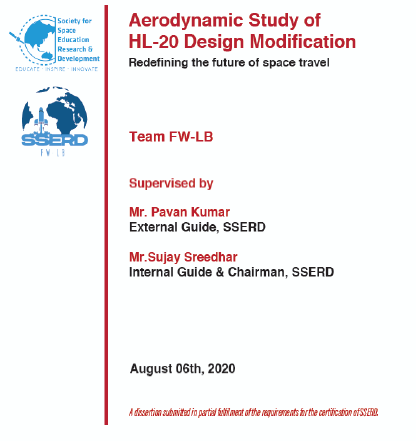 Society for
Space
Education
Research &
Development
EDUCATE · INSPIRE · INNOVATE
SSERD
FW-LB
Aerodynamic Study of
HL-20 Design Modification
Redefining the future of space travel
Team FW-LB
Supervised by
Mr. Pavan Kumar
External Guide, SSERD
Mr.Sujay Sreedhar
Internal Guide & Chairman, SSERD
August 06th, 2020
A dissertation submitted in partial fulfilment of the requirements for the certification of SSERD.